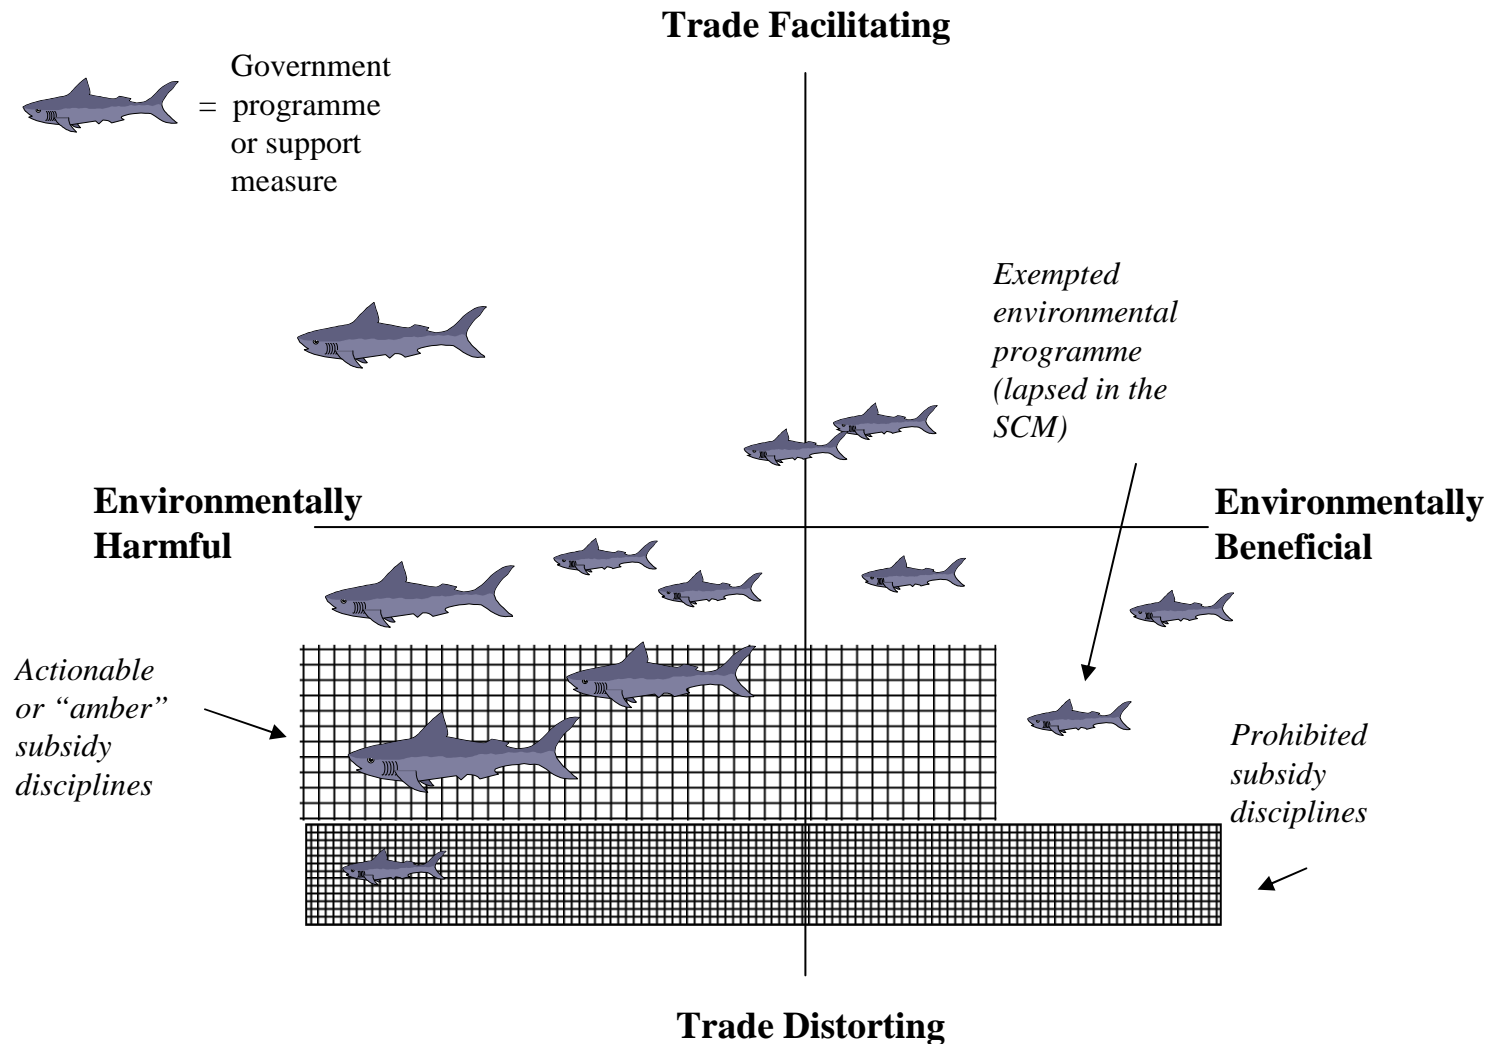 Trade Facilitating
Government
= programme
or support
measure
Exempted
environmental
programme
(lapsed in the
SCM)
Environmentally
Harmful
Environmentally
Beneficial
Actionable
or “amber”
subsidy
disciplines
Prohibited
subsidy
disciplines
Trade Distorting